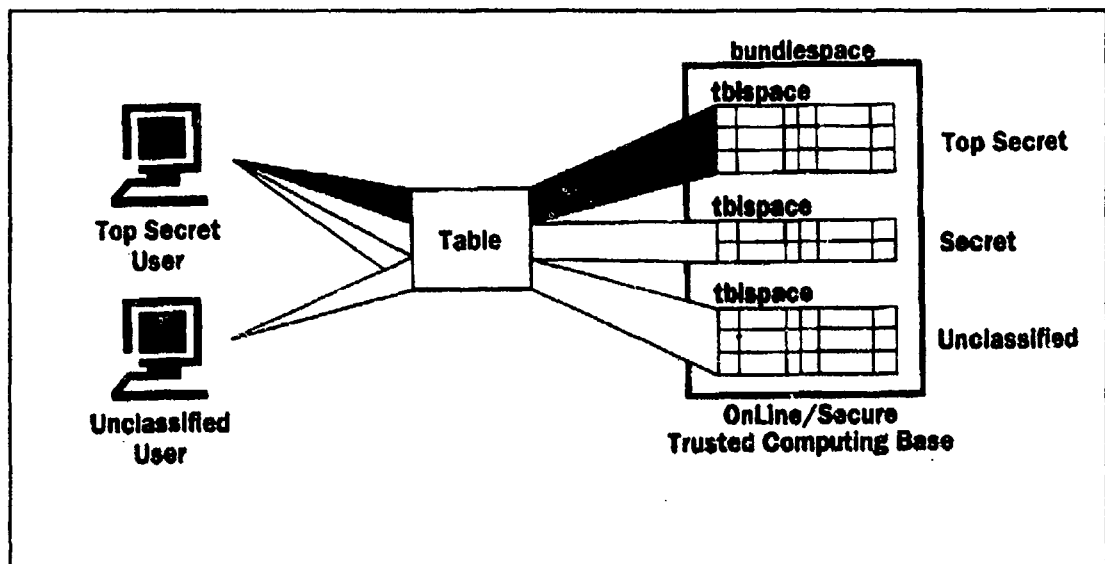 bundlespace
tblspace
Top Secret
Top Secret
User
Table
tblspace
Secret
tblspace
Unclassified
Unclassified
User
OnLine/Secure
Trusted Computing Base